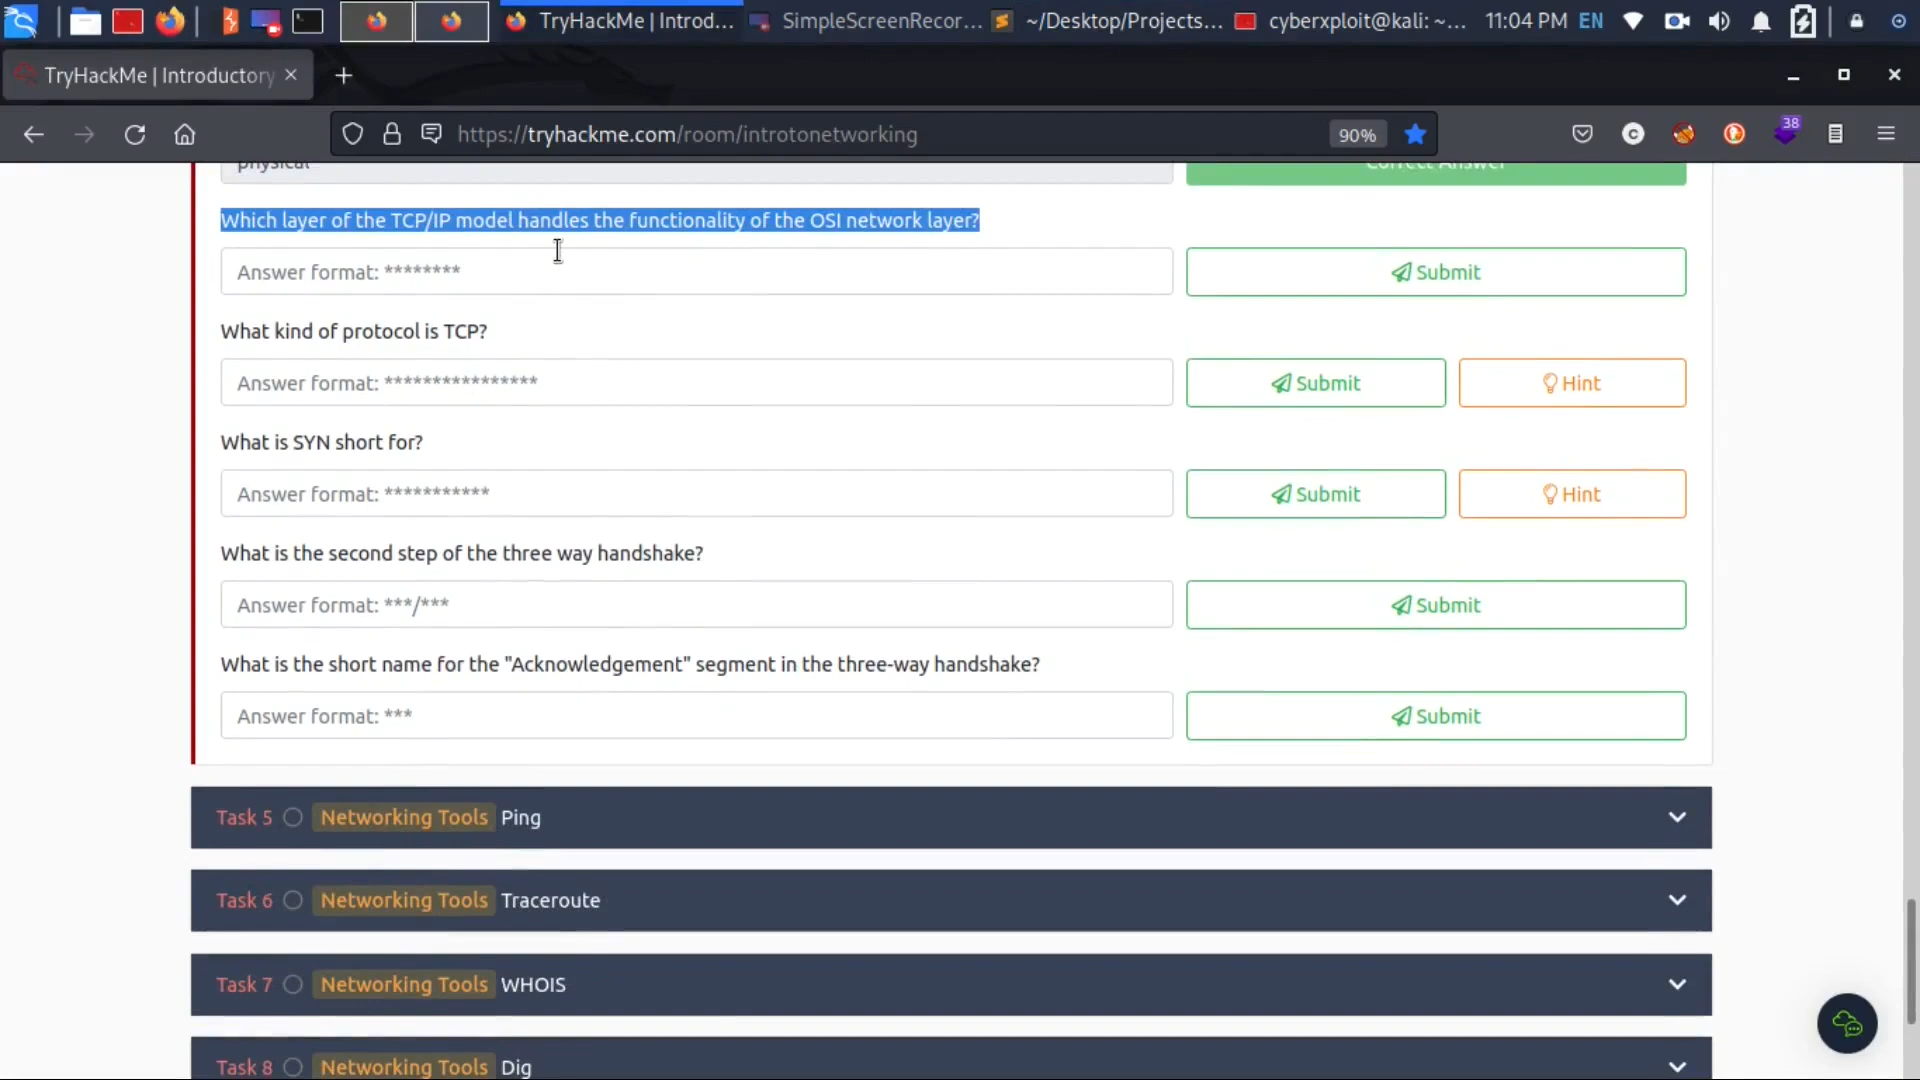 TryHackMe | Introd...
SimpleScreenRecor...
~/Desktop/Projects...
cyberxploit@kali: ~...
11:04 PM
EN
TryHackMe | Introductory
https://tryhackme.com/room/introtonetworking
90%
38
physical
Correct Answer
Which layer of the TCP/IP model handles the functionality of the OSI network layer?
Answer format: ********
Submit
What kind of protocol is TCP?
Answer format: ****************
Submit
Hint
What is SYN short for?
Answer format: ***********
Submit
Hint
What is the second step of the three way handshake?
Answer format: ***/***
Submit
What is the short name for the "Acknowledgement" segment in the three-way handshake?
Answer format: ***
Submit
Task 5 Networking Tools Ping
Task 6 Networking Tools Traceroute
Task 7 Networking Tools WHOIS
Task 8 Networking Tools Dig